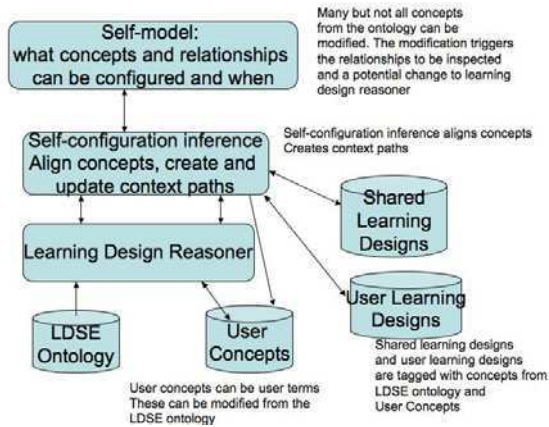 Self-model:
what concepts and relationships
can be configured and when
Many but not all concepts
from the ontology can be
modified. The modification triggers
the relationships to be inspected
and a potential change to learning
design reasoner
Self-configuration inference
Align concepts, create and
update context paths
Self-configuration inference aligns concepts
Creates context paths
Shared
Learning
Designs
Learning Design Reasoner
User Learning
Designs
LDSE
Ontology
User
Concepts
Shared learning designs
and user learning designs
are tagged with concepts from
LDSE ontology and
User Concepts
User concepts can be user terms
These can be modified from the
LDSE ontology